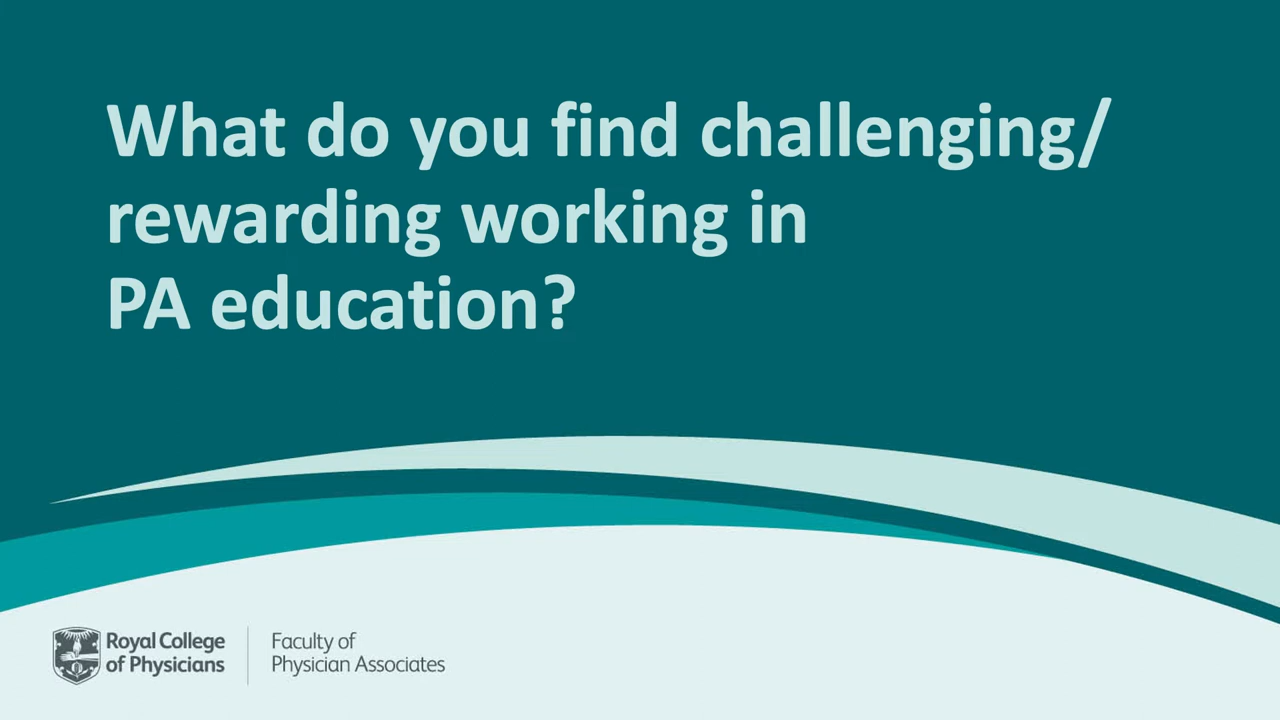 What do you find challenging/
rewarding working in
PA education?
Royal College
of Physicians
Faculty of
Physician Associates